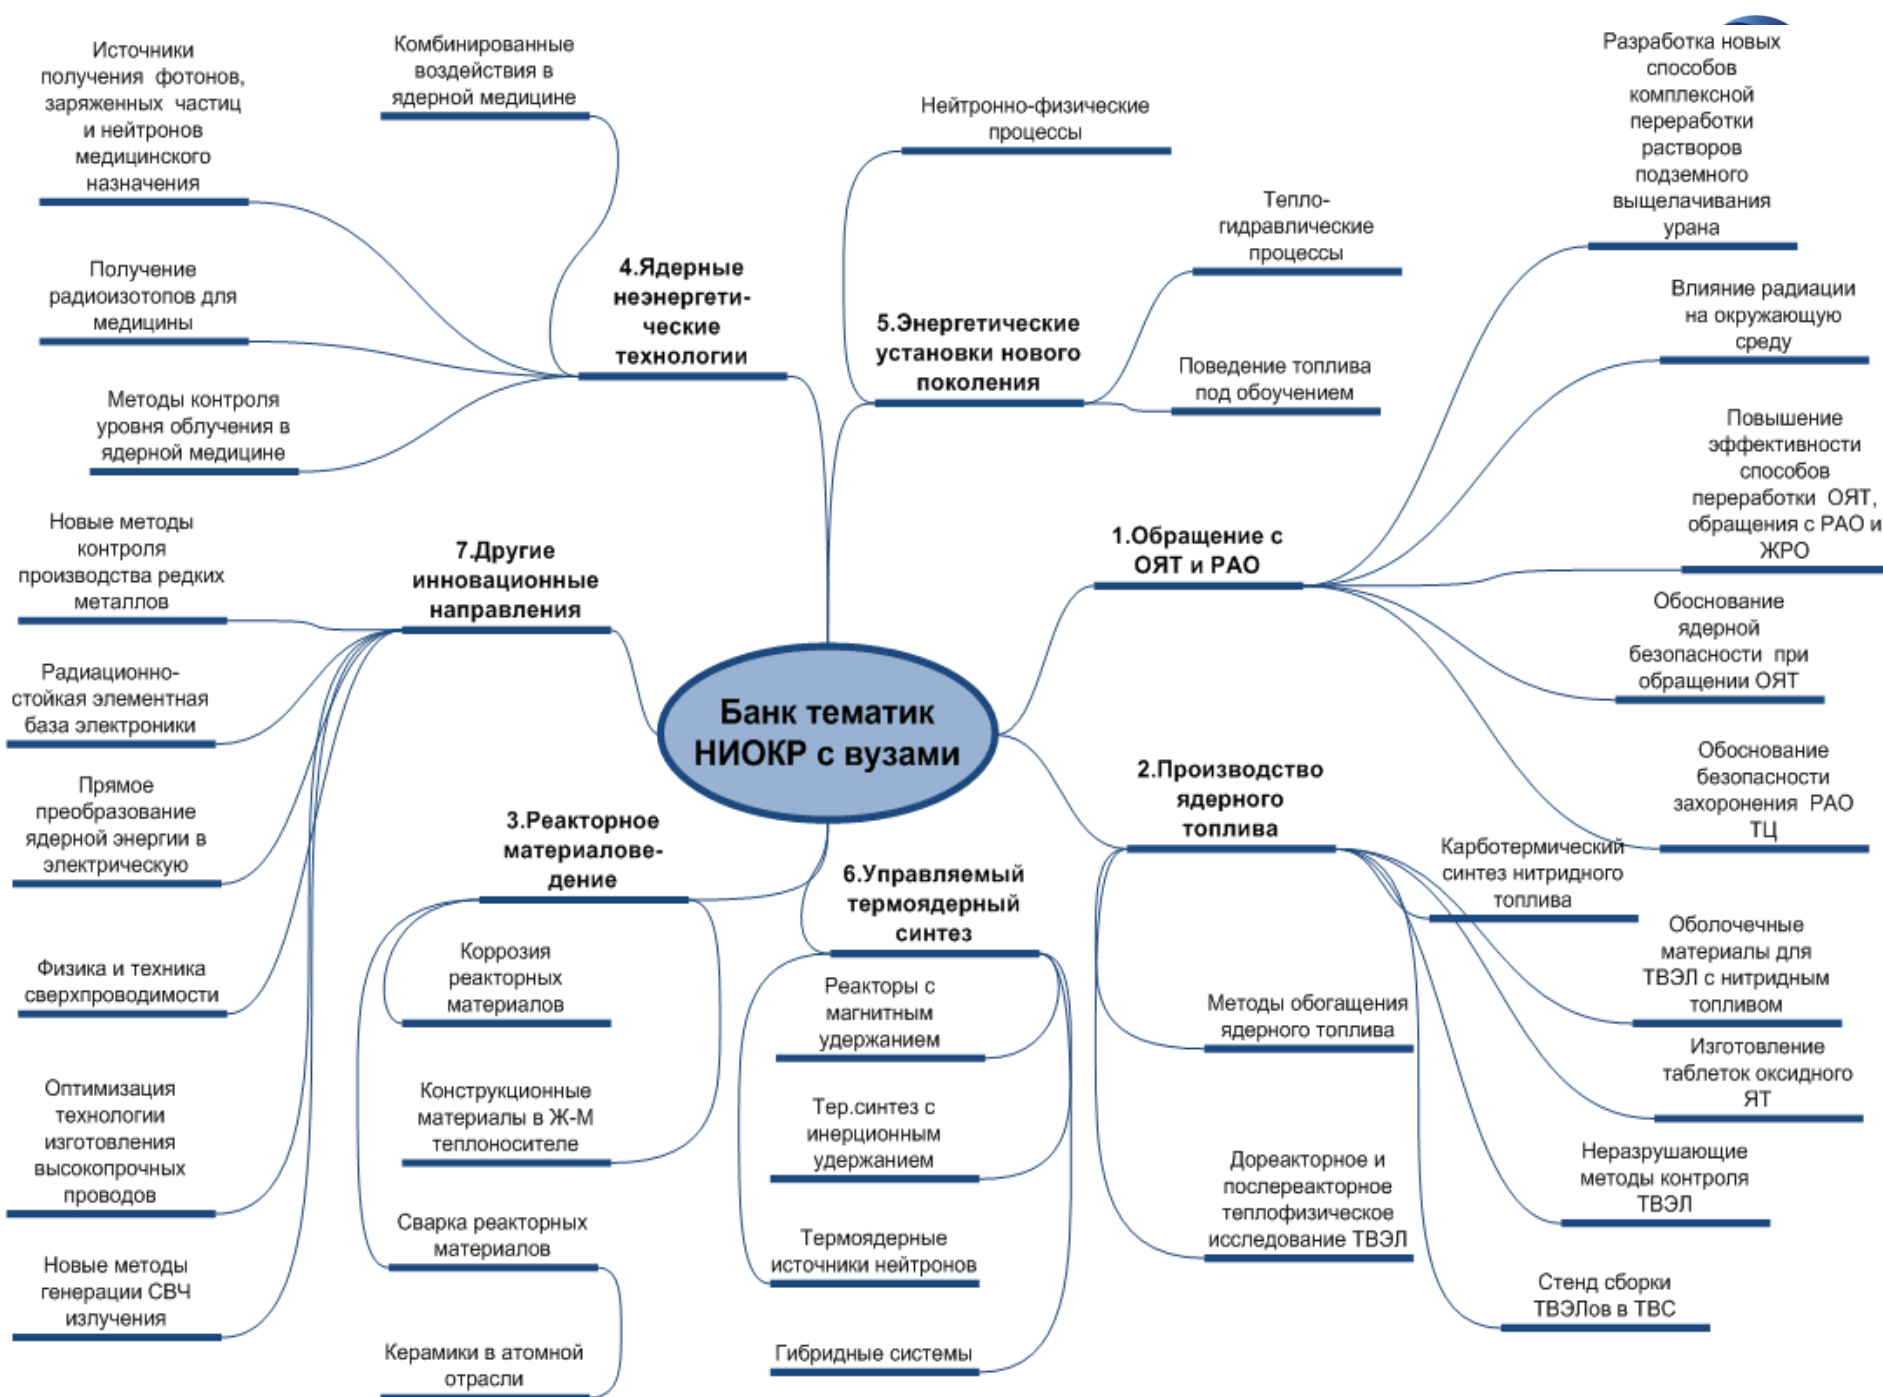 Источники
получения фотонов,
заряженных частиц
и нейтронов
медицинского
назначения
Комбинированные
воздействия в
ядерной медицине
Получение
радиоизотопов для
медицины
Методы контроля
уровня облучения в
ядерной медицине
4.Ядерные
неэнергети-
ческие
технологии
Нейтронно-физические
процессы
Тепло-
гидравлические
процессы
Поведение топлива
под обоучением
5.Энергетические
установки нового
поколения
Разработка новых
способов
комплексной
переработки
растворов
подземного
выщелачивания
урана
Влияние радиации
на окружающую
среду
Повышение
эффективности
способов
переработки ОЯТ,
обращения с РАО и
ЖРО
Обоснование
ядерной
безопасности при
обращении ОЯТ
Обоснование
безопасности
захоронения РАО
ТЦ
1.Обращение с
ОЯТ и РАО
7.Другие
инновационные
направления
Новые методы
контроля
производства редких
металлов
Радиационно-
стойкая элементная
база электроники
Прямое
преобразование
ядерной энергии в
электрическую
Физика и техника
сверхпроводимости
Оптимизация
технологии
изготовления
высокопрочных
проводов
Новые методы
генерации СВЧ
излучения
Банк тематик
НИОКР с вузами
3.Реакторное
материалове-
дение
Коррозия
реакторных
материалов
Конструкционные
материалы в Ж-М
теплоносителе
Сварка реакторных
материалов
Керамики в атомной
отрасли
6.Управляемый
термоядерный
синтез
Реакторы с
магнитным
удержанием
Тер.синтез с
инерционным
удержанием
Термоядерные
источники нейтронов
Гибридные системы
2.Производство
ядерного
топлива
Карботермический
синтез нитридного
топлива
Оболочечные
материалы для
ТВЭЛ с нитридным
топливом
Методы обогащения
ядерного топлива
Изготовление
таблеток оксидного
ЯТ
Дореакторное и
послереакторное
теплофизическое
исследование ТВЭЛ
Неразрушающие
методы контроля
ТВЭЛ
Стенд сборки
ТВЭЛов в ТВС